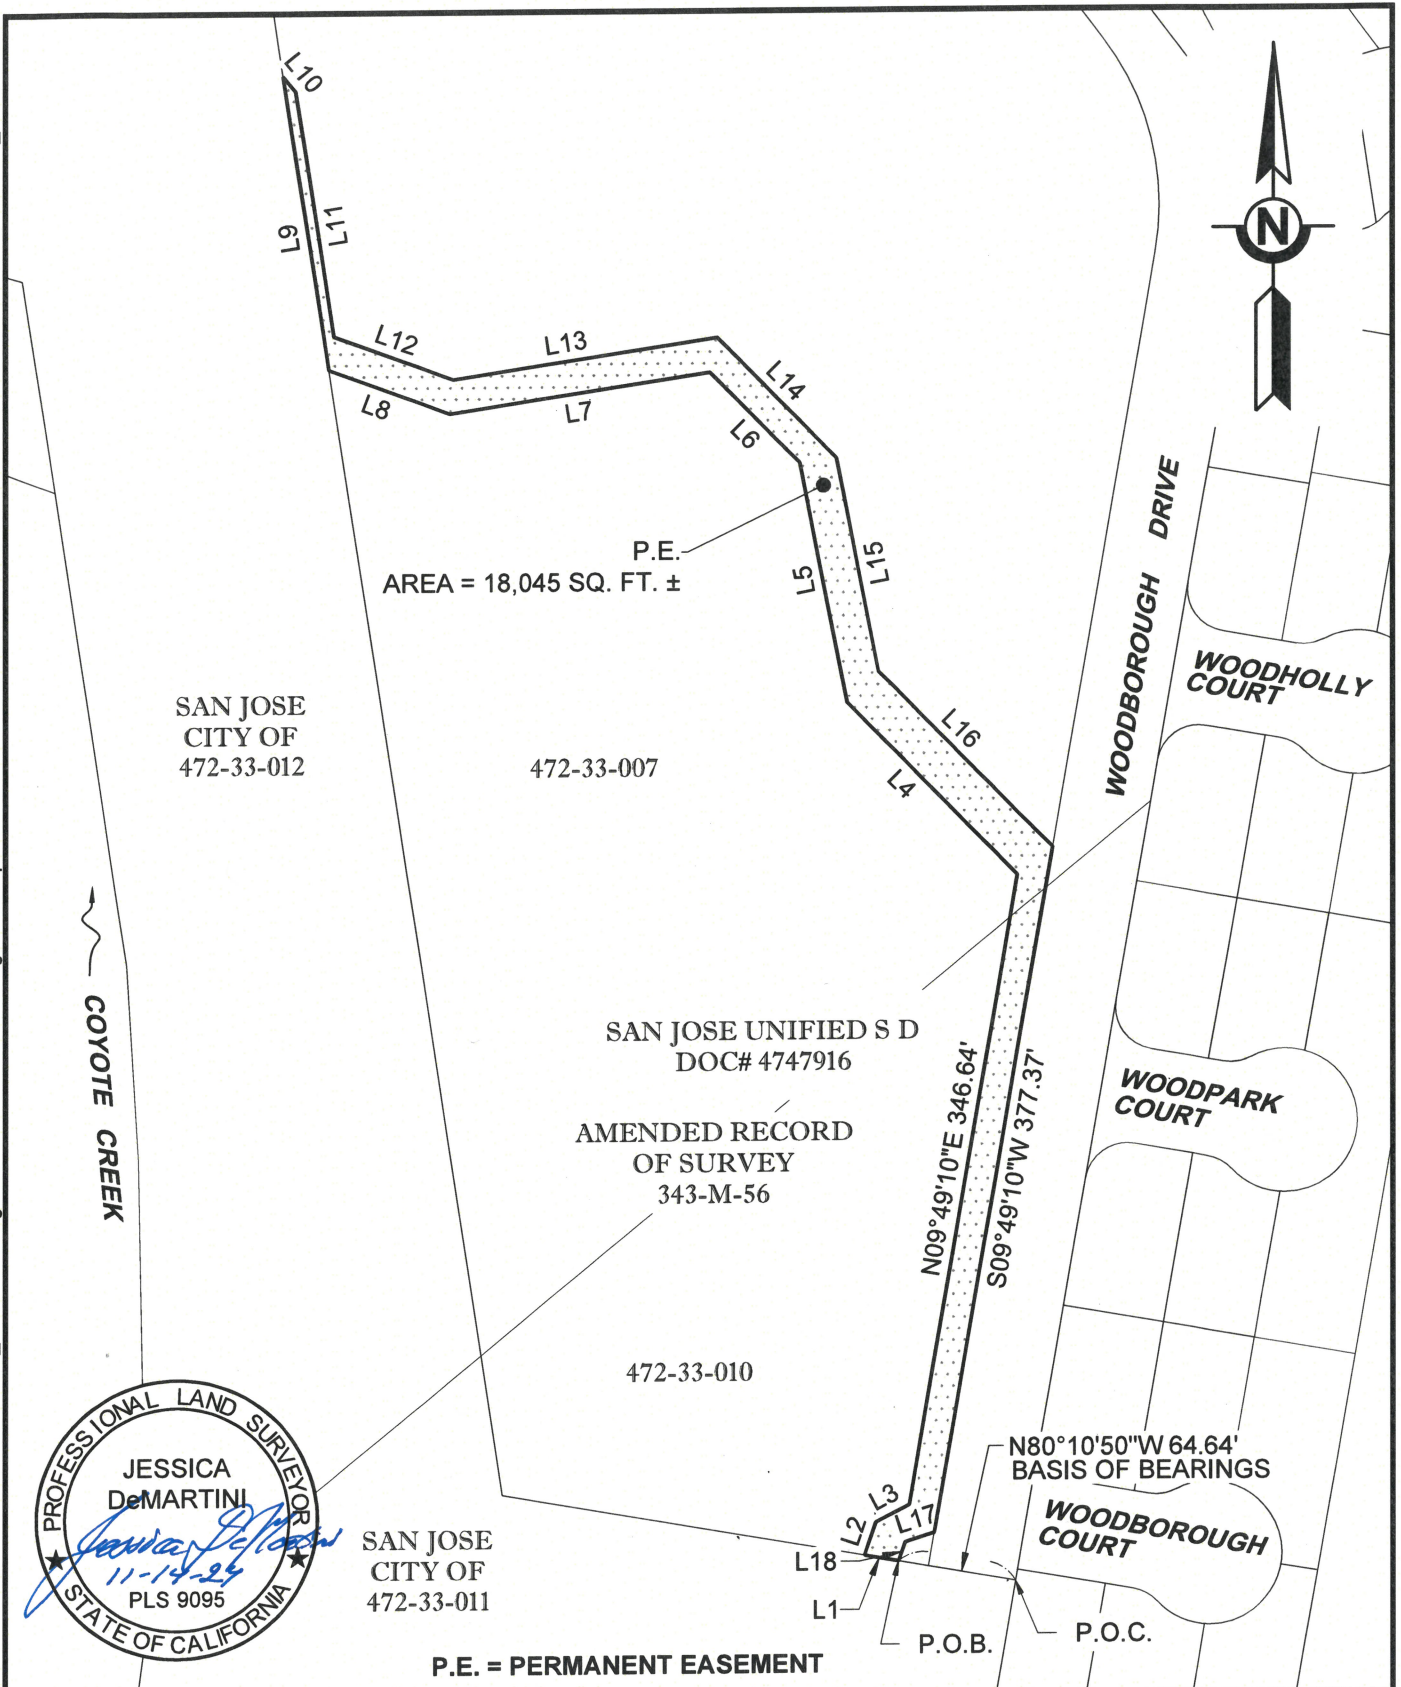 L10
N
L11
L9
L12
L13
L14
L8
L7
L6
WOODBOROUGH DRIVE
P.E.
AREA = 18,045 SQ. FT. ±
L5
L15
WOODHOLLY
COURT
SAN JOSE
CITY OF
472-33-012
472-33-007
L16
L4
COYOTE CREEK
SAN JOSE UNIFIED S D
DOC# 4747916
N09°49'10"E 346.64'
S09°49'10"W 377.37'
WOODPARK
COURT
AMENDED RECORD
OF SURVEY
343-M-56
472-33-010
PROFESSIONAL LAND SURVEYOR
JESSICA
DeMARTINI
Jessica DeMartini
11-14-24
PLS 9095
STATE OF CALIFORNIA
N80°10'50"W 64.64'
BASIS OF BEARINGS
L3
L17
L2
L18
L1
WOODBOROUGH
COURT
SAN JOSE
CITY OF
472-33-011
P.O.B.
P.O.C.
P.E. = PERMANENT EASEMENT